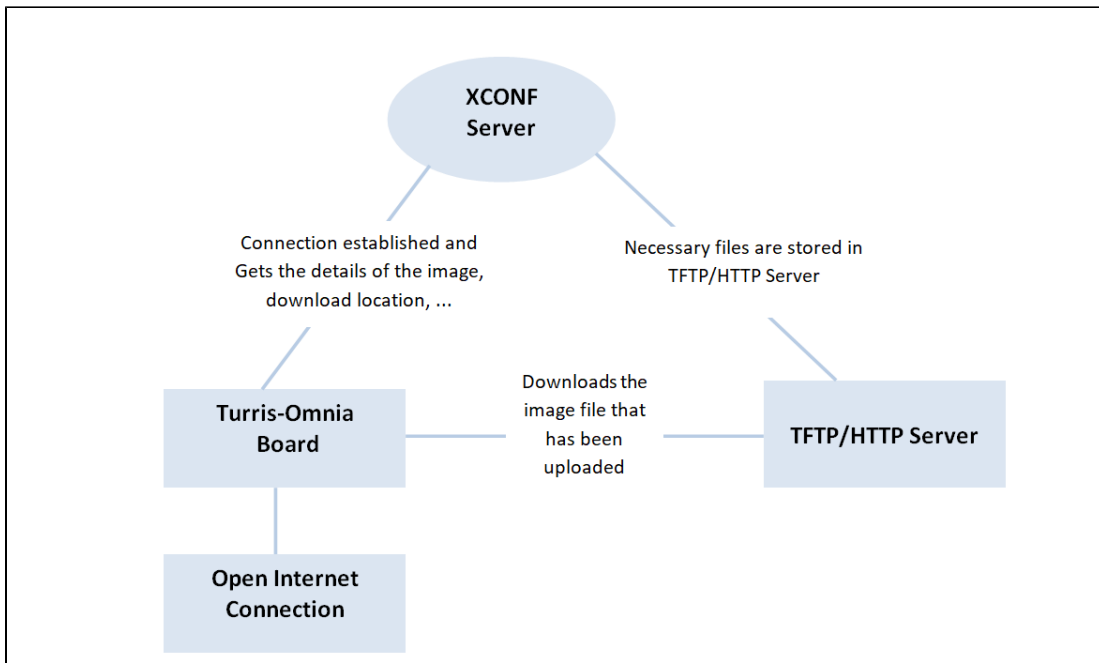 XCONF
Server
Connection established and
Gets the details of the image,
download location, ...
Necessary files are stored in
TFTP/HTTP Server
Turris-Omnia
Board
Downloads the
image file that
has been
uploaded
TFTP/HTTP Server
Open Internet
Connection